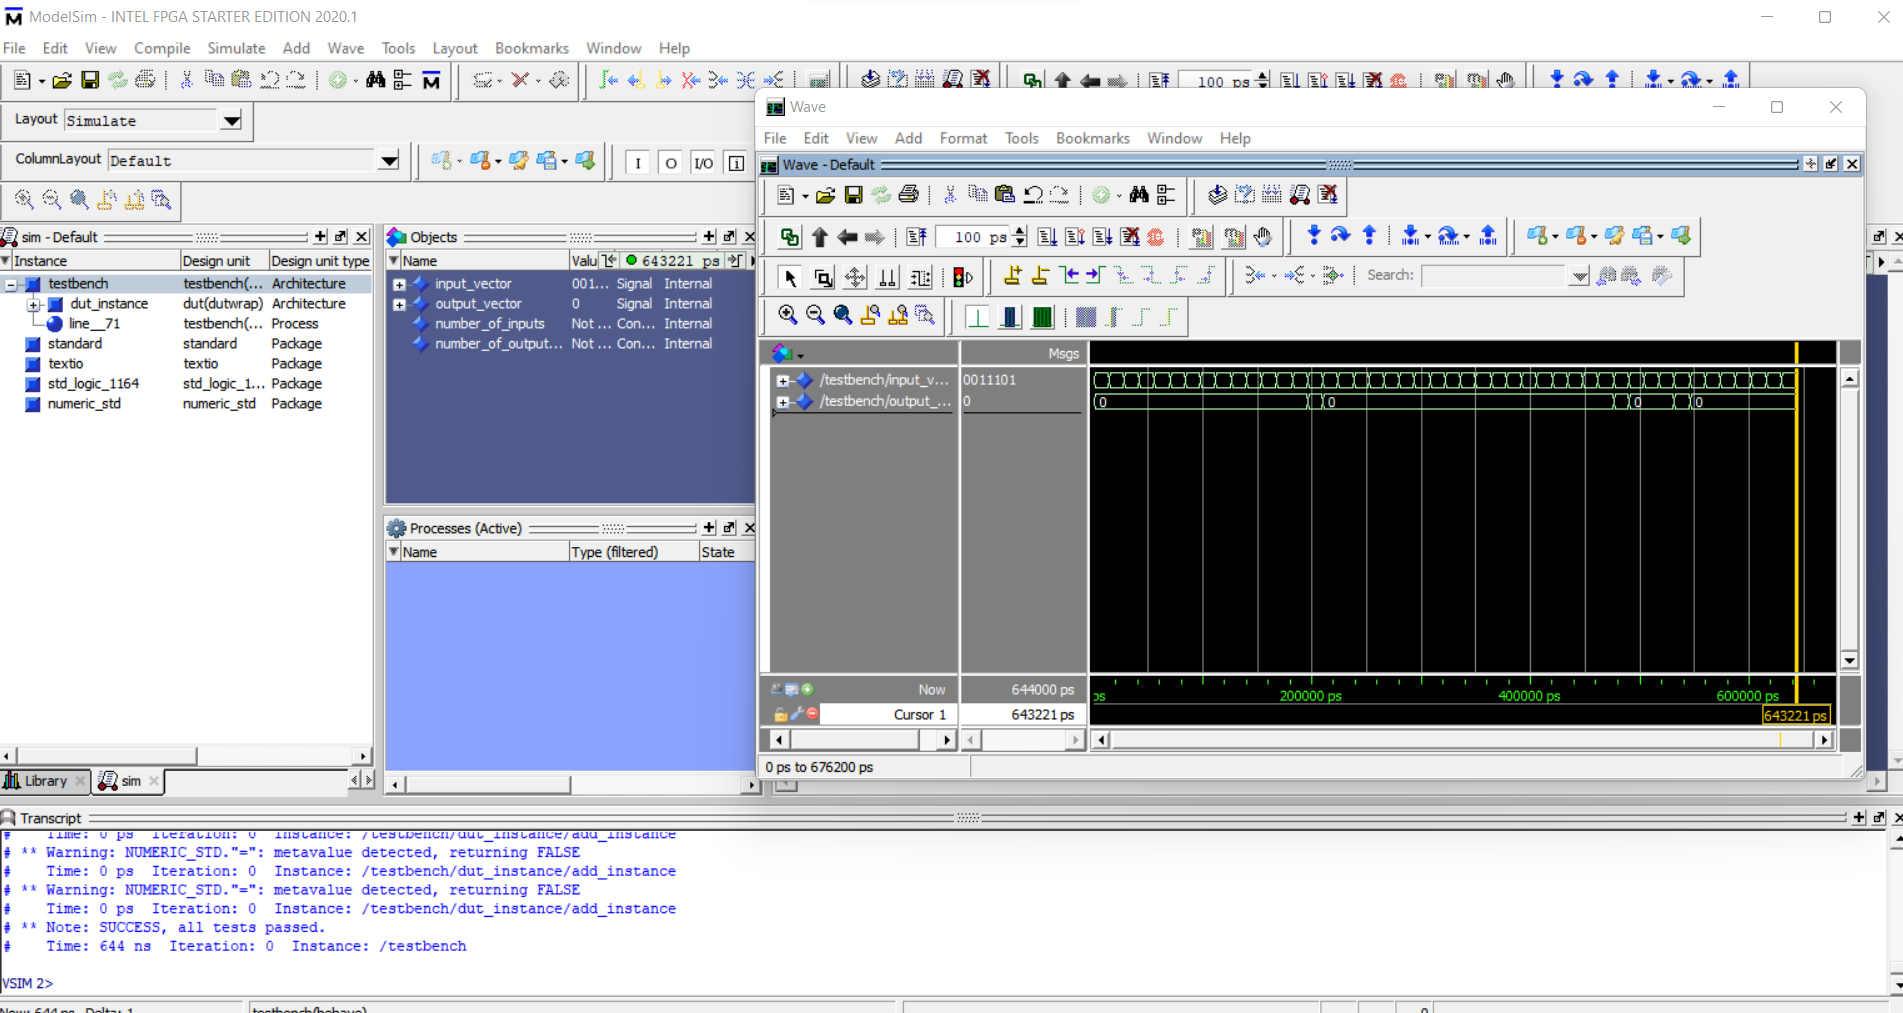 ModelSim - INTEL FPGA STARTER EDITION 2020.1
File Edit View Compile Simulate Add Wave Tools Layout Bookmarks Window Help
100 ps
Layout Simulate
ColumnLayout Default
I O I/O i
sim - Default
Instance Design unit Design unit type
testbench testbench(... Architecture
dut_instance dut(dutwrap) Architecture
line__71 testbench(... Process
standard standard Package
textio textio Package
std_logic_1164 std_logic_1... Package
numeric_std numeric_std Package
Library sim
Objects
Name Valu 643221 ps
input_vector 001... Signal Internal
output_vector 0 Signal Internal
number_of_inputs Not ... Con... Internal
number_of_output... Not ... Con... Internal
Processes (Active)
Name Type (filtered) State
Wave
File Edit View Add Format Tools Bookmarks Window Help
Wave - Default
100 ps
Search:
Msgs
/testbench/input_v... 0011101
/testbench/output_... 0 0 0 0 0
Now 644000 ps
ps 200000 ps 400000 ps 600000 ps
Cursor 1 643221 ps 643221 ps
0 ps to 676200 ps
Transcript
# Time: 0 ps Iteration: 0 Instance: /testbench/dut_instance/add_instance
# ** Warning: NUMERIC_STD."=": metavalue detected, returning FALSE
# Time: 0 ps Iteration: 0 Instance: /testbench/dut_instance/add_instance
# ** Warning: NUMERIC_STD."=": metavalue detected, returning FALSE
# Time: 0 ps Iteration: 0 Instance: /testbench/dut_instance/add_instance
# ** Note: SUCCESS, all tests passed.
# Time: 644 ns Iteration: 0 Instance: /testbench
VSIM 2>
Now: 644 ns Delta: 1 testbench(behave) 0